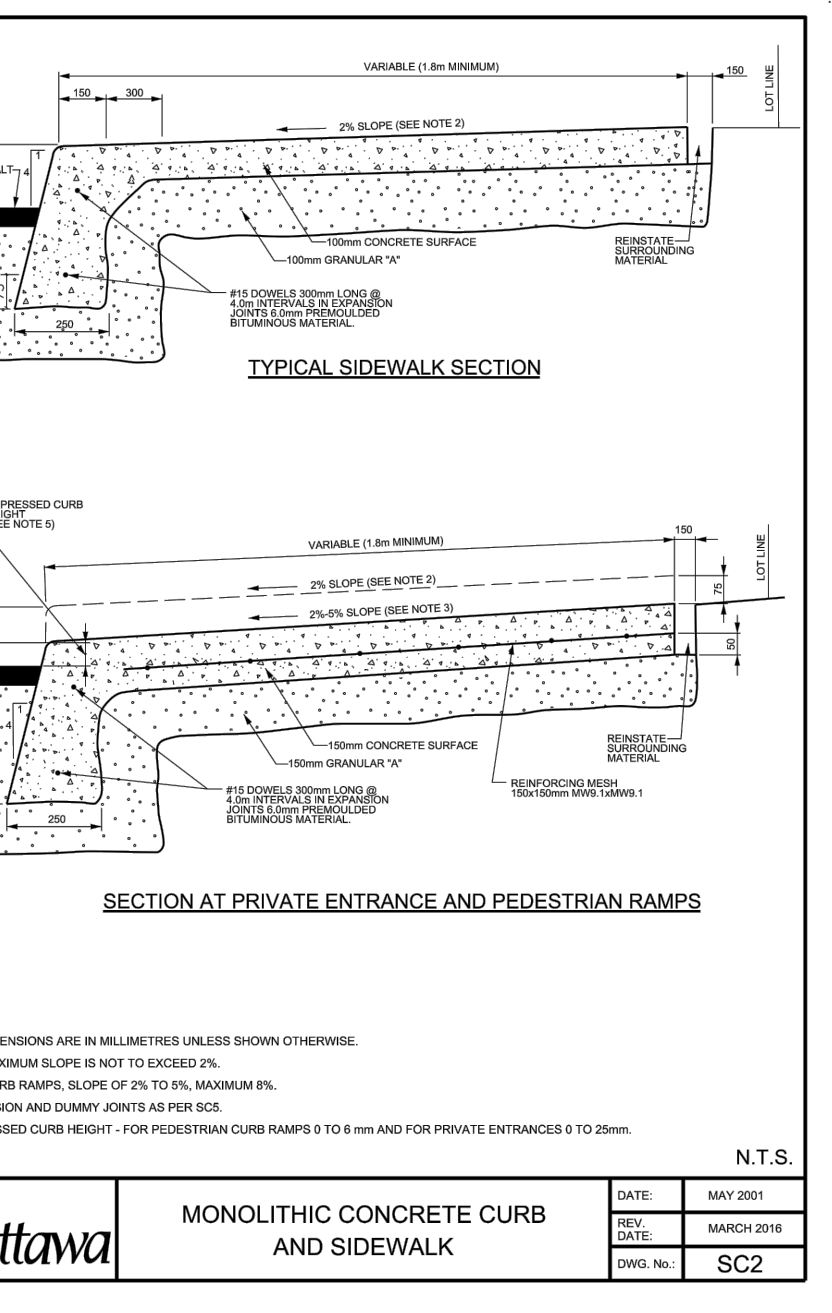 VARIABLE (1.8m MINIMUM)
150
LOT LINE
150
300
2% SLOPE (SEE NOTE 2)
1
4
100mm CONCRETE SURFACE
100mm GRANULAR "A"
REINSTATE
SURROUNDING
MATERIAL
#15 DOWELS 300mm LONG @
4.0m INTERVALS IN EXPANSION
JOINTS 6.0mm PREMOULDED
BITUMINOUS MATERIAL.
250
TYPICAL SIDEWALK SECTION
PRESSED CURB
IGHT
EE NOTE 5)
VARIABLE (1.8m MINIMUM)
150
LOT LINE
2% SLOPE (SEE NOTE 2)
75
2%-5% SLOPE (SEE NOTE 3)
50
1
4
150mm CONCRETE SURFACE
150mm GRANULAR "A"
REINSTATE
SURROUNDING
MATERIAL
REINFORCING MESH
150x150mm MW9.1xMW9.1
#15 DOWELS 300mm LONG @
4.0m INTERVALS IN EXPANSION
JOINTS 6.0mm PREMOULDED
BITUMINOUS MATERIAL.
250
SECTION AT PRIVATE ENTRANCE AND PEDESTRIAN RAMPS
ENSIONS ARE IN MILLIMETRES UNLESS SHOWN OTHERWISE.
XIMUM SLOPE IS NOT TO EXCEED 2%.
RB RAMPS, SLOPE OF 2% TO 5%, MAXIMUM 8%.
SION AND DUMMY JOINTS AS PER SC5.
SSED CURB HEIGHT - FOR PEDESTRIAN CURB RAMPS 0 TO 6 mm AND FOR PRIVATE ENTRANCES 0 TO 25mm.
N.T.S.
ttawa
MONOLITHIC CONCRETE CURB
AND SIDEWALK
DATE: MAY 2001
REV.
DATE: MARCH 2016
DWG. No.: SC2